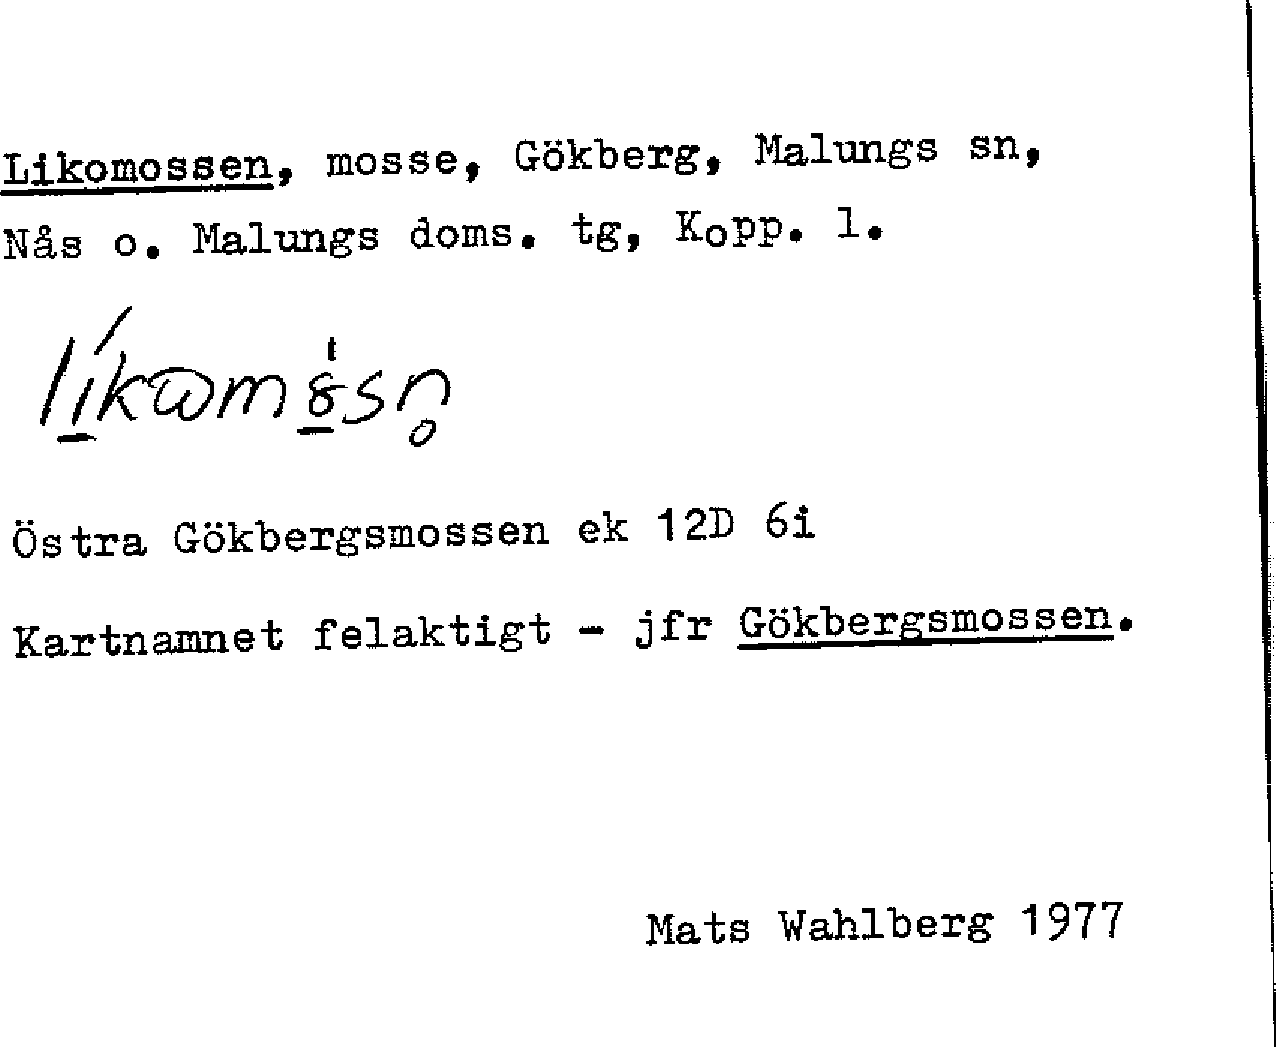 Likomossen, mosse, Gökberg, Malungs sn,
Nås o. Malungs doms. tg, Kopp. l.
Östra Gökbergsmossen ek 12D 6i
Kartnamnet felaktigt - jfr Gökbergsmossen.
Mats Wahlberg 1977